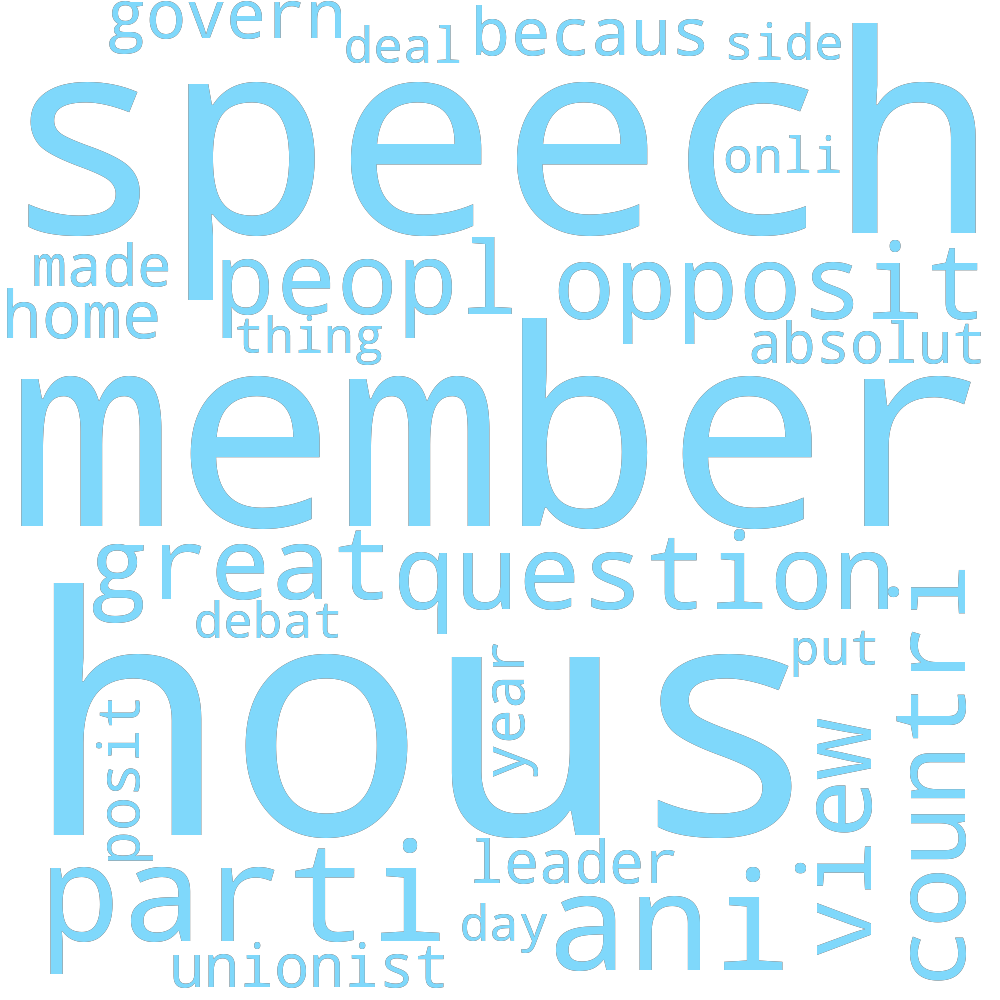 govern
deal
becaus
side
speech
onli
made
peopl
opposit
home
thing
absolut
member
great
question
debat
put
countri
hous
year
posit
view
parti
leader
ani
day
unionist